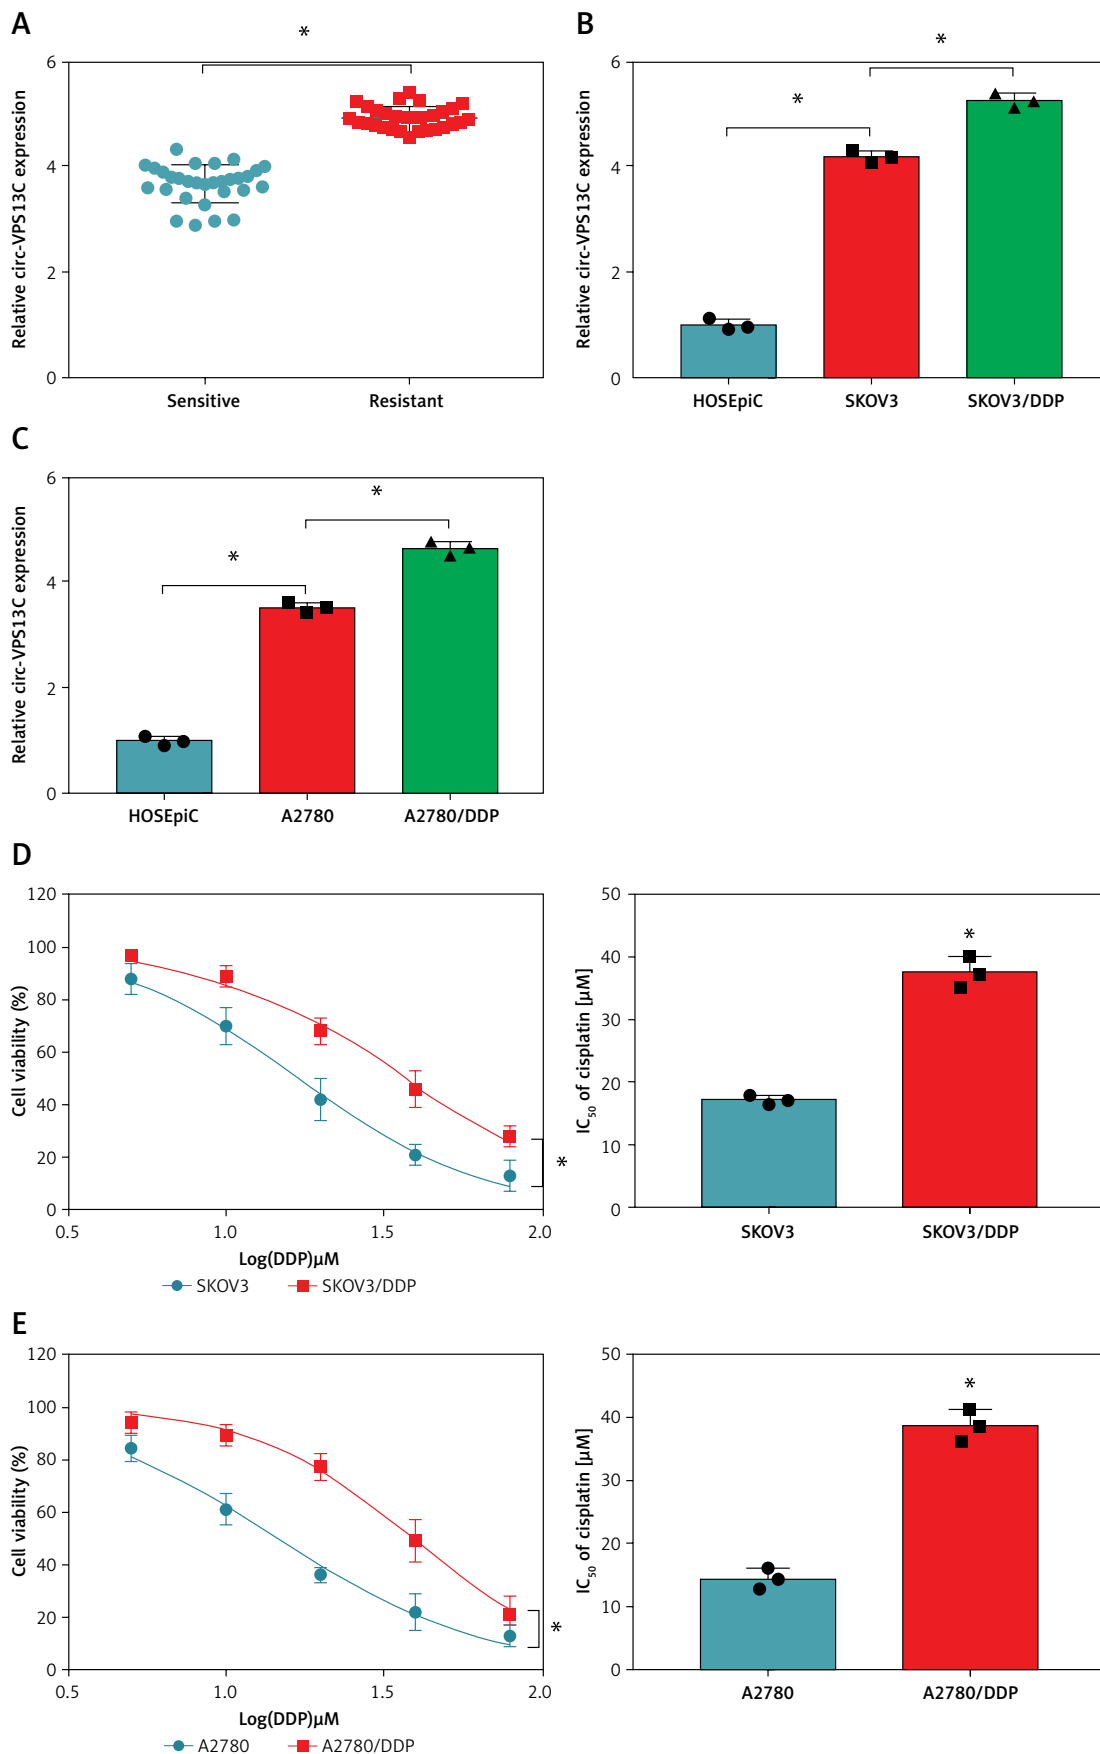 A
*
Relative circ-VPS13C expression
6
4
2
0
Sensitive
Resistant
B
*
*
Relative circ-VPS13C expression
6
4
2
0
HOSEpiC
SKOV3
SKOV3/DDP
C
*
*
Relative circ-VPS13C expression
6
4
2
0
HOSEpiC
A2780
A2780/DDP
D
Cell viability (%)
120
100
80
60
40
20
0
*
0.5
1.0
1.5
2.0
Log(DDP)µM
SKOV3
SKOV3/DDP
IC50 of cisplatin [µM]
50
40
30
20
10
0
*
SKOV3
SKOV3/DDP
E
Cell viability (%)
120
100
80
60
40
20
0
*
0.5
1.0
1.5
2.0
Log(DDP)µM
A2780
A2780/DDP
IC50 of cisplatin [µM]
50
40
30
20
10
0
*
A2780
A2780/DDP